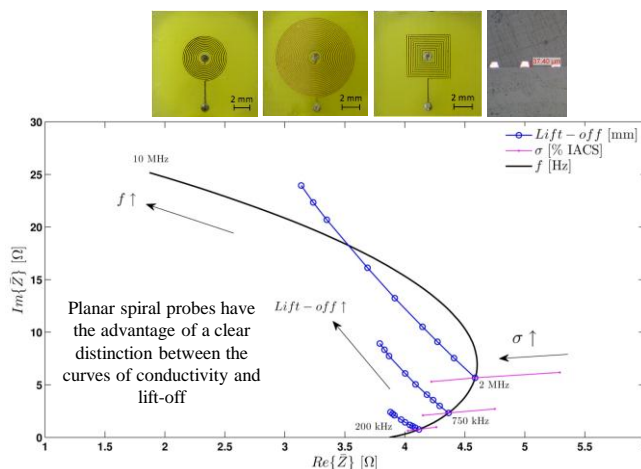 2 mm
2 mm
2 mm
37.40 µm
Lift-off [mm]
σ [% IACS]
f [Hz]
30
25
20
15
10
5
0
Im{Z̄} [Ω]
10 MHz
f ↑
Lift-off ↑
σ ↑
Planar spiral probes have
the advantage of a clear
distinction between the
curves of conductivity and
lift-off
2 MHz
750 kHz
200 kHz
1
1.5
2
2.5
3
3.5
4
4.5
5
5.5
Re{Z̄} [Ω]